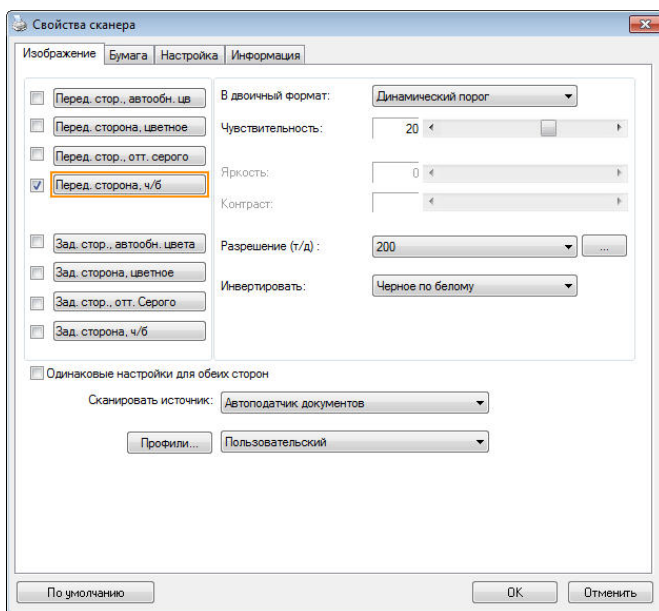 Свойства сканера
Изображение Бумага Настройка Информация
Перед. стор., автообн. цв
В двоичный формат: Динамический порог
Перед. сторона, цветное
Чувствительность: 20
Перед. стор., отт. серого
Яркость: 0
Перед. сторона, ч/б
Контраст:
Зад. стор., автообн. цвета
Разрешение (т/д) : 200 ...
Зад. сторона, цветное
Инвертировать: Черное по белому
Зад. стор., отт. Серого
Зад. сторона, ч/б
Одинаковые настройки для обеих сторон
Сканировать источник: Автоподатчик документов
Профили... Пользовательский
По умолчанию OK Отменить